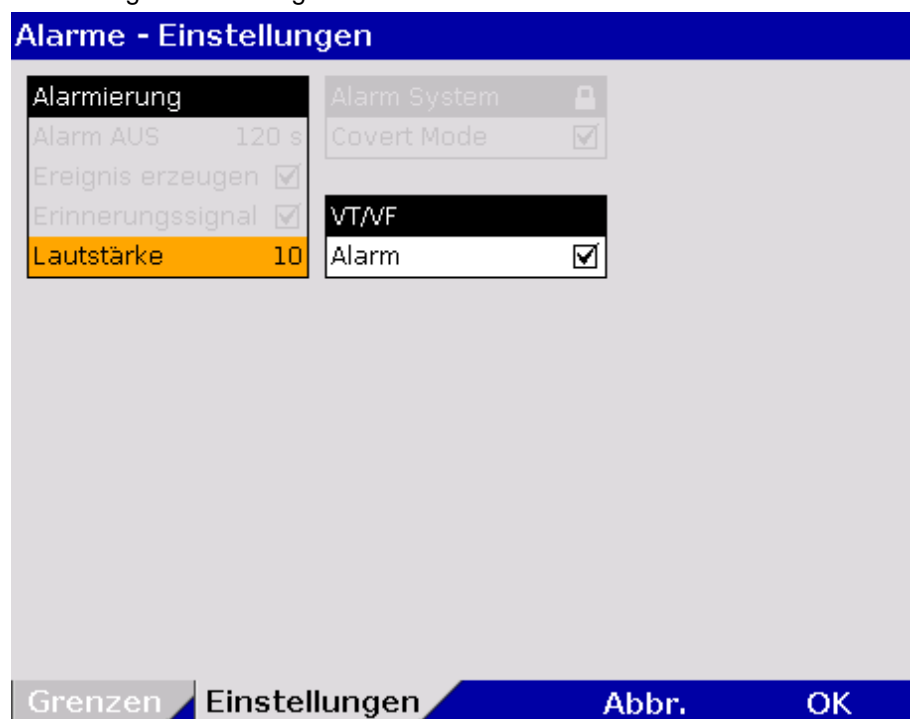 Alarme - Einstellungen
Alarmierung
Alarm AUS 120 s
Ereignis erzeugen
Erinnerungssignal
Lautstärke 10
Alarm System
Covert Mode
VT/VF
Alarm
Grenzen Einstellungen Abbr. OK